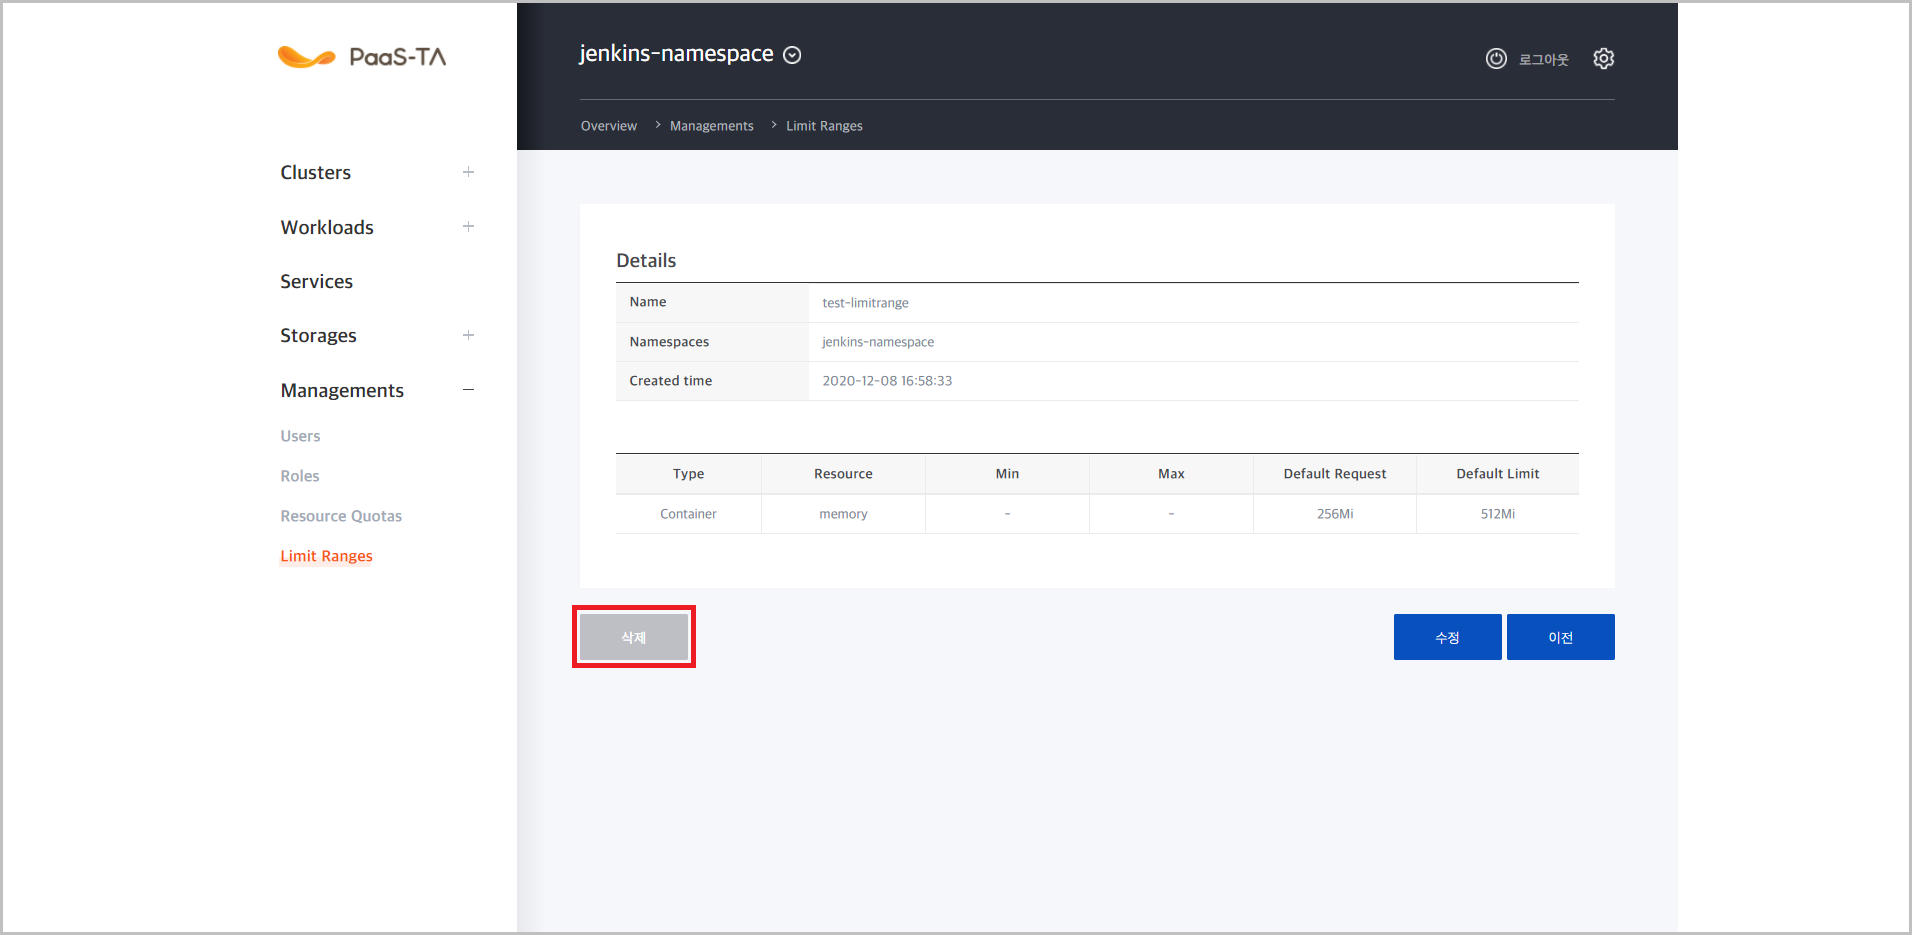 PaaS-TA
jenkins-namespace
로그아웃
Overview > Managements > Limit Ranges
Clusters
Workloads
Services
Storages
Managements
Users
Roles
Resource Quotas
Limit Ranges
Details
Name test-limitrange
Namespaces jenkins-namespace
Created time 2020-12-08 16:58:33
Type Resource Min Max Default Request Default Limit
Container memory - - 256Mi 512Mi
삭제 수정 이전